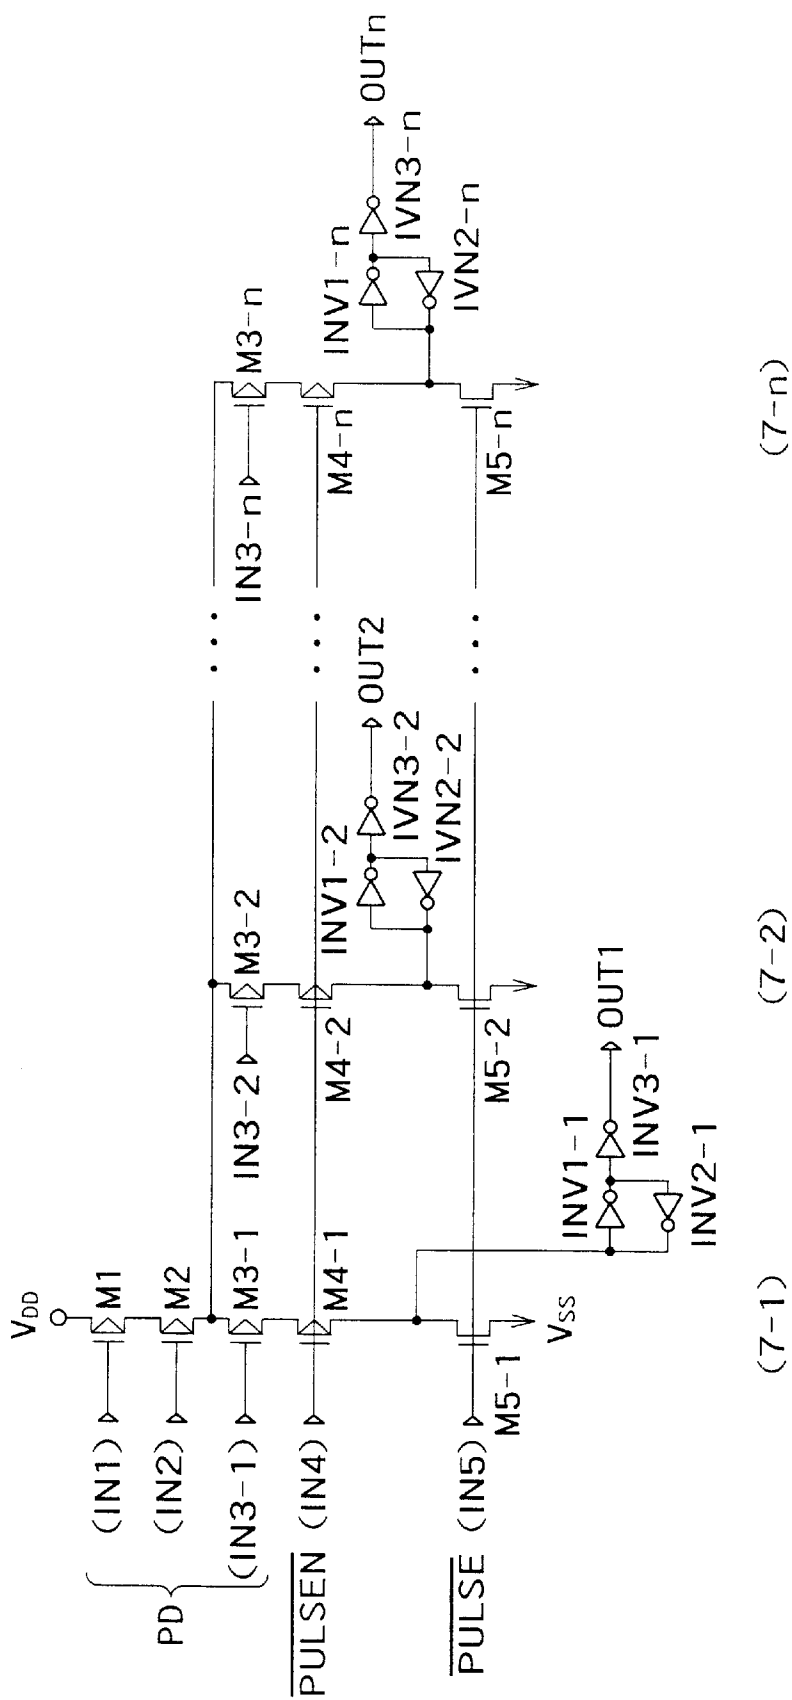 V_DD
PD
(IN1)
M1
(IN2)
M2
(IN3-1)
M3-1
PULSEN (IN4)
M4-1
PULSE (IN5)
M5-1
V_SS
INV1-1
INV3-1
INV2-1
OUT1
(7-1)
IN3-2
M3-2
M4-2
M5-2
INV1-2
IVN3-2
IVN2-2
OUT2
(7-2)
...
...
...
IN3-n
M3-n
M4-n
M5-n
INV1-n
IVN3-n
IVN2-n
OUTn
(7-n)